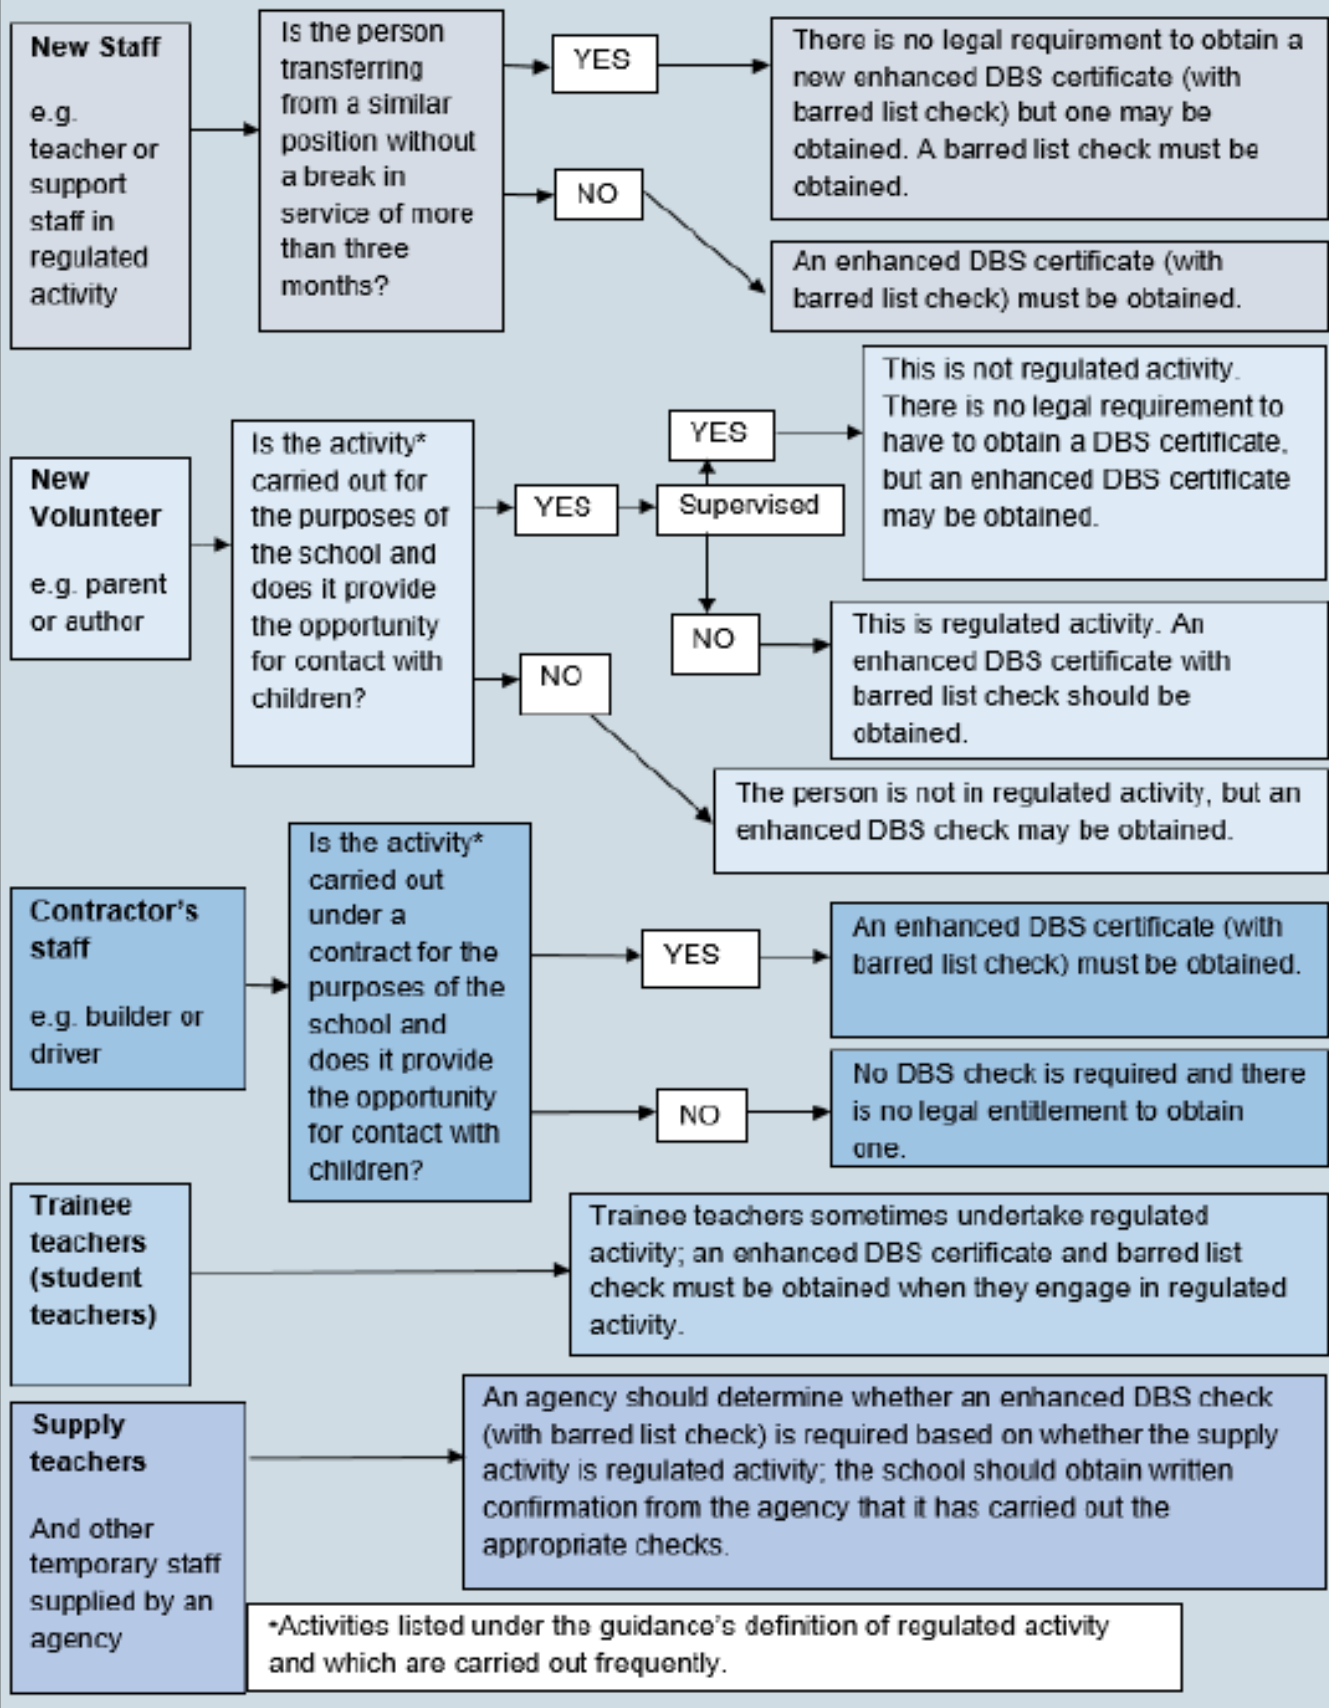 New Staff
e.g.
teacher or
support
staff in
regulated
activity
Is the person
transferring
from a similar
position without
a break in
service of more
than three
months?
YES
There is no legal requirement to obtain a
new enhanced DBS certificate (with
barred list check) but one may be
obtained. A barred list check must be
obtained.
NO
An enhanced DBS certificate (with
barred list check) must be obtained.
New
Volunteer
e.g. parent
or author
Is the activity*
carried out for
the purposes of
the school and
does it provide
the opportunity
for contact with
children?
YES
Supervised
YES
This is not regulated activity.
There is no legal requirement to
have to obtain a DBS certificate,
but an enhanced DBS certificate
may be obtained.
NO
This is regulated activity. An
enhanced DBS certificate with
barred list check should be
obtained.
NO
The person is not in regulated activity, but an
enhanced DBS check may be obtained.
Contractor's
staff
e.g. builder or
driver
Is the activity*
carried out
under a
contract for the
purposes of the
school and
does it provide
the opportunity
for contact with
children?
YES
An enhanced DBS certificate (with
barred list check) must be obtained.
NO
No DBS check is required and there
is no legal entitlement to obtain
one.
Trainee
teachers
(student
teachers)
Trainee teachers sometimes undertake regulated
activity; an enhanced DBS certificate and barred list
check must be obtained when they engage in regulated
activity.
Supply
teachers
And other
temporary staff
supplied by an
agency
An agency should determine whether an enhanced DBS check
(with barred list check) is required based on whether the supply
activity is regulated activity; the school should obtain written
confirmation from the agency that it has carried out the
appropriate checks.
*Activities listed under the guidance's definition of regulated activity
and which are carried out frequently.